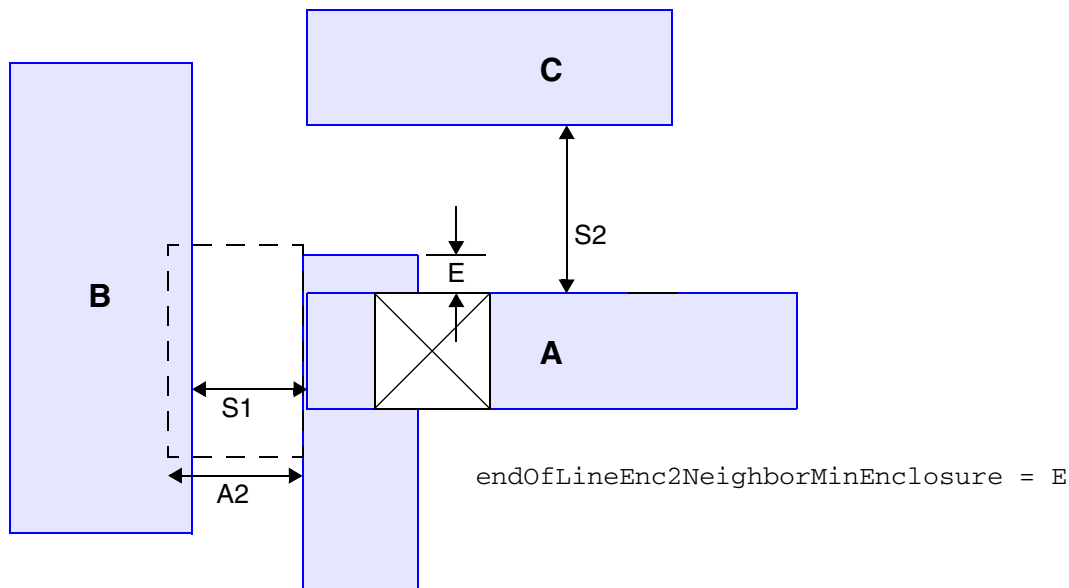 C
S2
E
B
A
S1
A2
endOfLineEnc2NeighborMinEnclosure = E